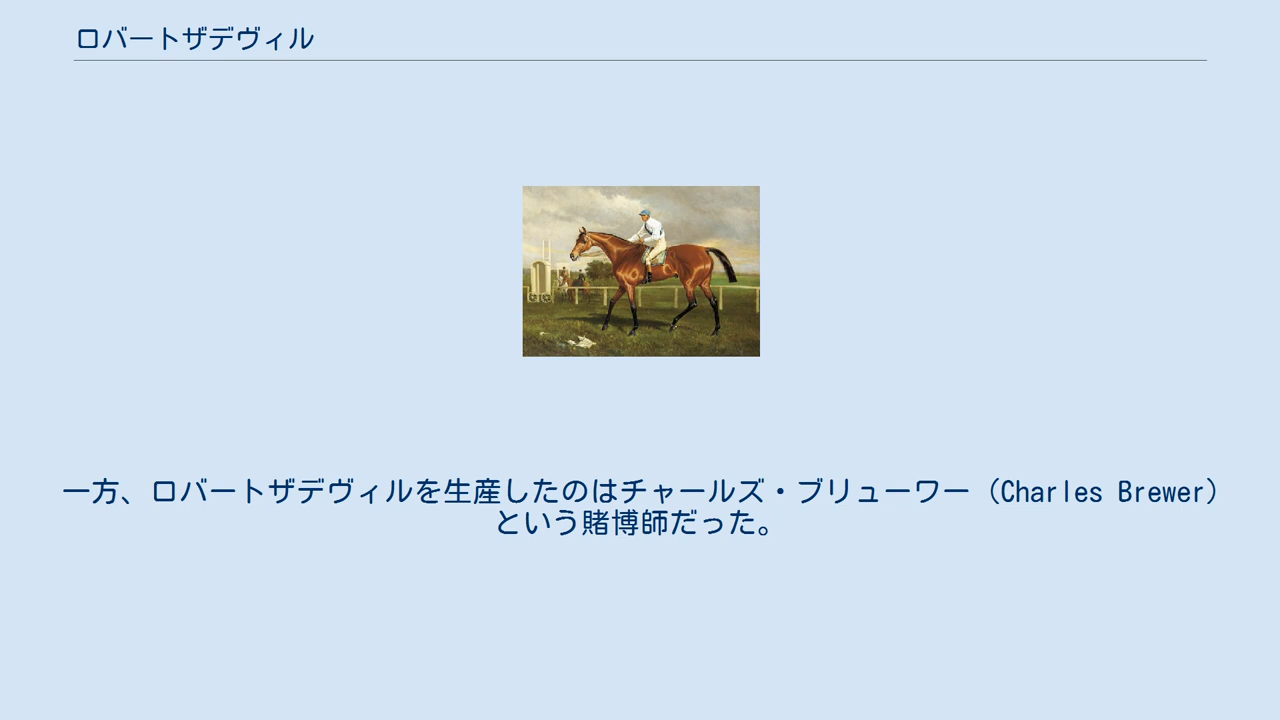 ロバートザデヴィル
一方、ロバートザデヴィルを生産したのはチャールズ・ブリューワー（Charles Brewer）
という賭博師だった。